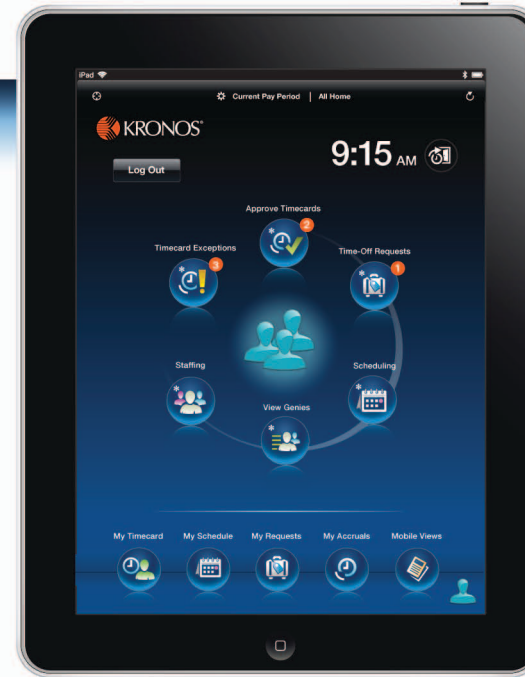 iPad
Current Pay Period | All Home
KRONOS®
9:15 AM
Log Out
Approve Timecards
2
Timecard Exceptions
3
Time-Off Requests
1
Staffing
Scheduling
View Genies
My Timecard My Schedule My Requests My Accruals Mobile Views